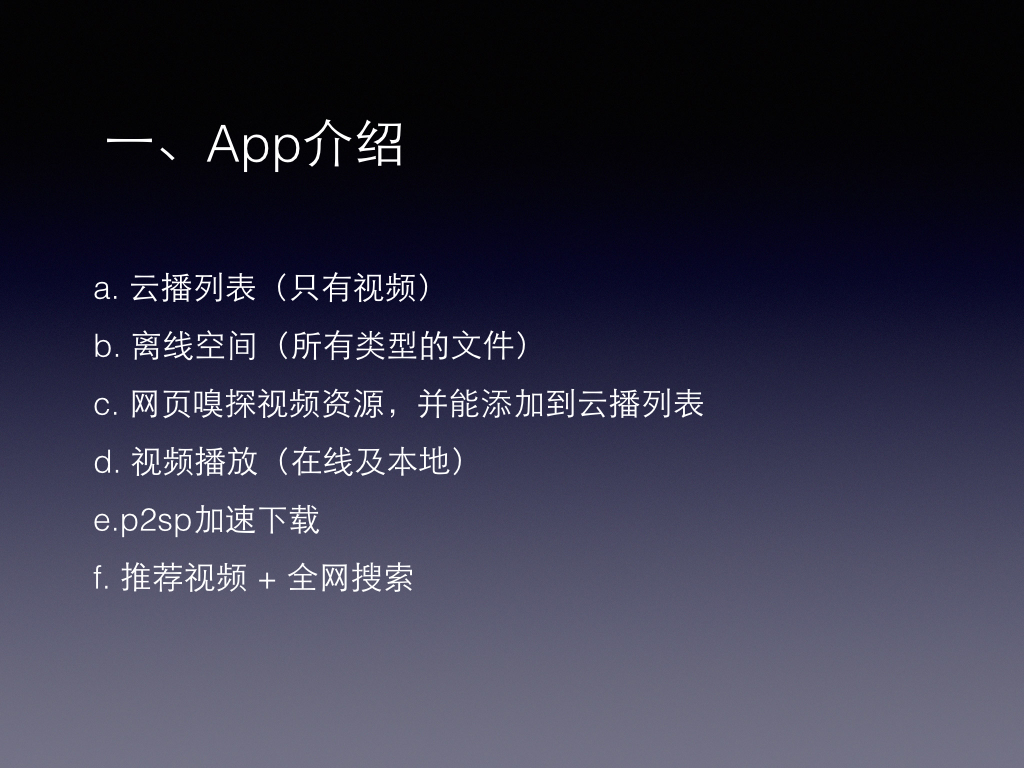 一、App介绍
a. 云播列表（只有视频）
b. 离线空间（所有类型的文件）
c. 网页嗅探视频资源，并能添加到云播列表
d. 视频播放（在线及本地）
e.p2sp加速下载
f. 推荐视频 + 全网搜索